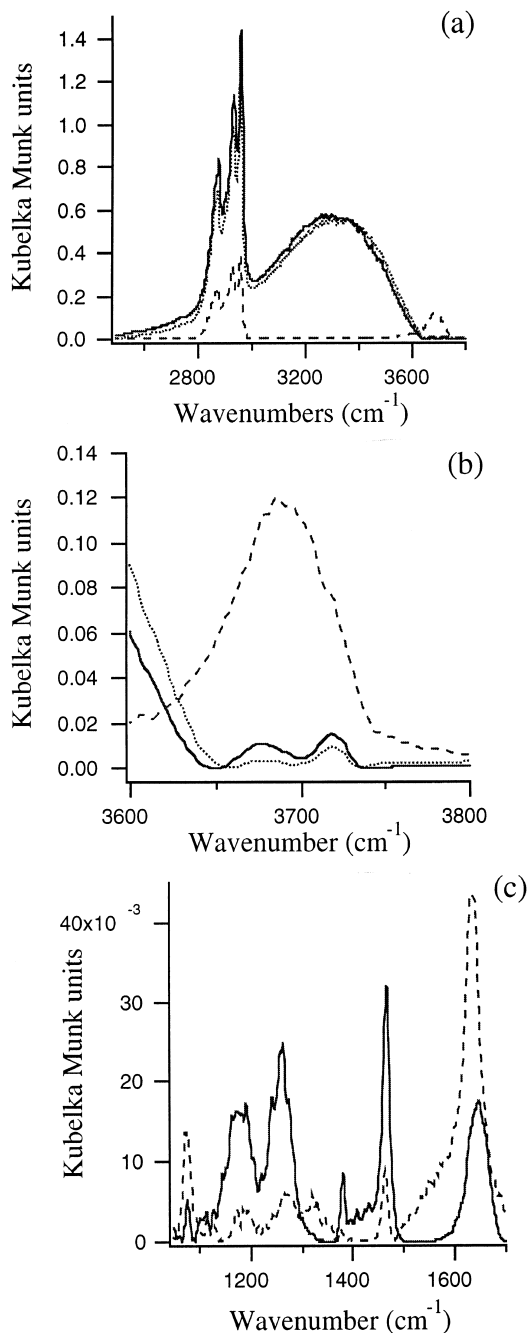 (a)
Kubelka Munk units
1.4
1.2
1.0
0.8
0.6
0.4
0.2
0.0
2800
3200
3600
Wavenumbers (cm-1)
(b)
Kubelka Munk units
0.14
0.12
0.10
0.08
0.06
0.04
0.02
0.00
3600
3700
3800
Wavenumber (cm-1)
(c)
Kubelka Munk units
40x10 -3
30
20
10
0
1200
1400
1600
Wavenumber (cm-1)